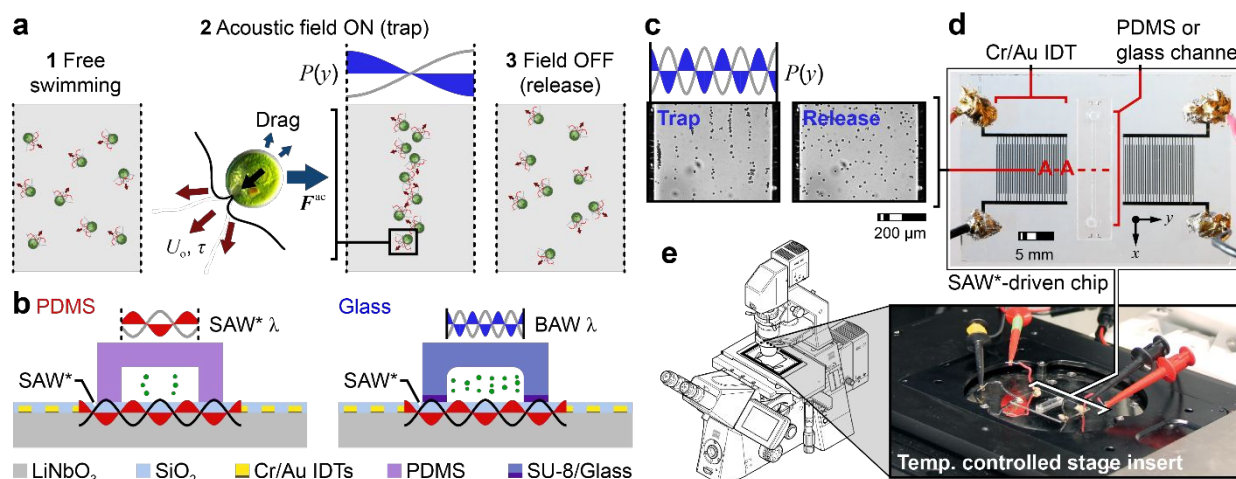 a
1 Free
swimming
2 Acoustic field ON (trap)
Drag
F^ac
U_o, τ
P(y)
3 Field OFF
(release)
b
PDMS
SAW* λ
SAW*
Glass
BAW λ
SAW*
LiNbO₃
SiO₂
Cr/Au IDTs
PDMS
SU-8/Glass
c
P(y)
Trap
Release
200 µm
d
Cr/Au IDT
PDMS or
glass channel
A-A
5 mm
y
x
SAW*-driven chip
e
Temp. controlled stage insert